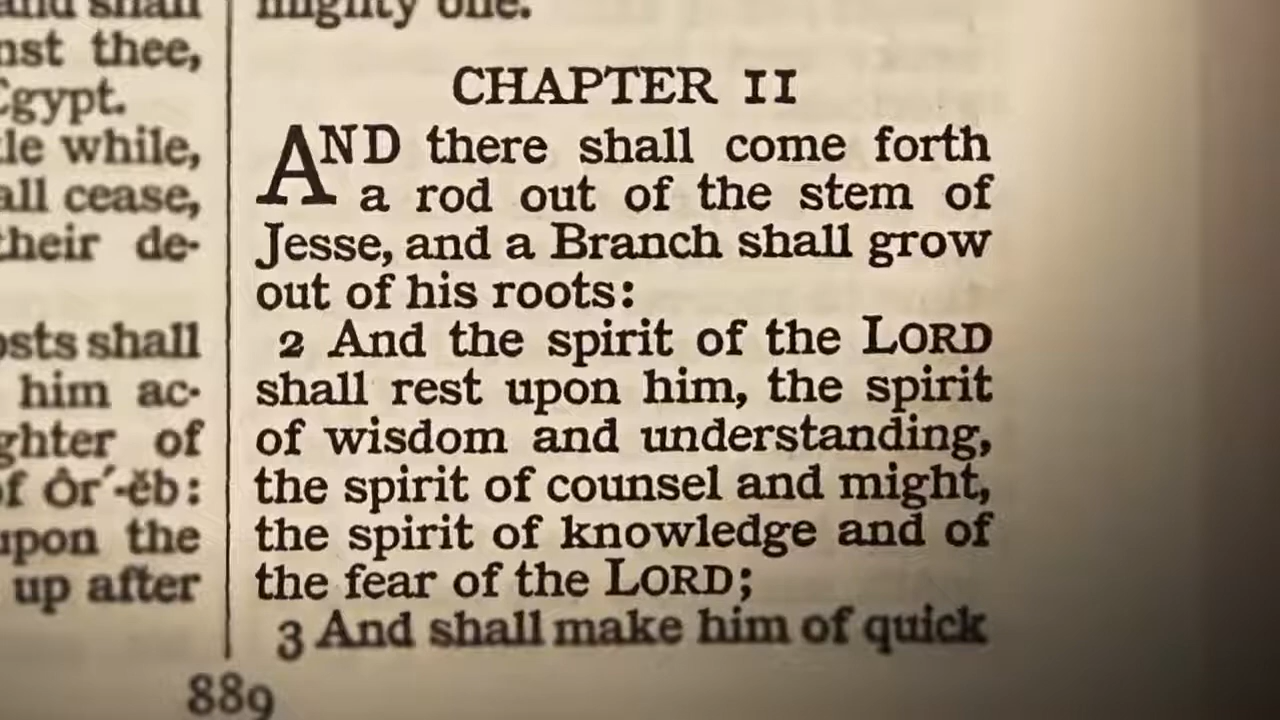 and shall
nst thee,
Egypt.
le while,
all cease,
their de-
osts shall
him ac-
ghter of
of Ôr´-ĕb:
upon the
up after
mighty one.
CHAPTER II
AND there shall come forth
a rod out of the stem of
Jesse, and a Branch shall grow
out of his roots:
2 And the spirit of the LORD
shall rest upon him, the spirit
of wisdom and understanding,
the spirit of counsel and might,
the spirit of knowledge and of
the fear of the LORD;
3 And shall make him of quick
889